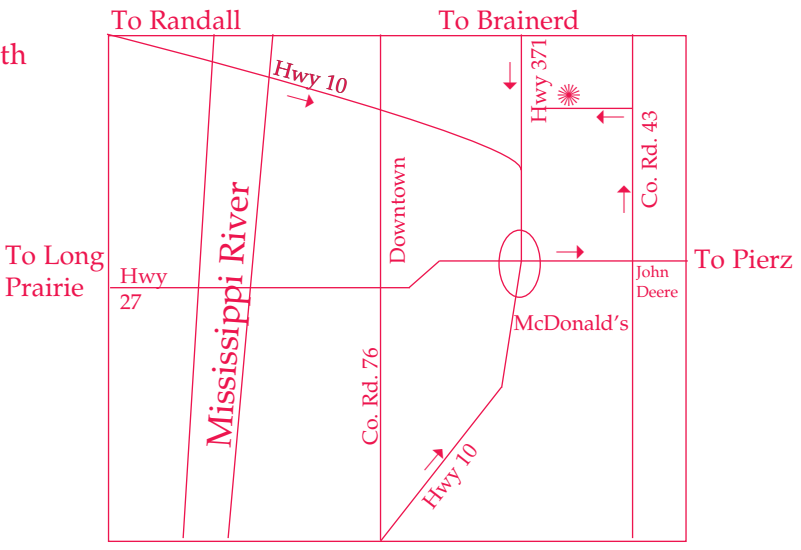 To Randall
To Brainerd
th
Hwy 10
Hwy 371
Co. Rd. 43
Downtown
Mississippi River
To Long
Prairie
Hwy
27
To Pierz
John
Deere
McDonald's
Co. Rd. 76
Hwy 10